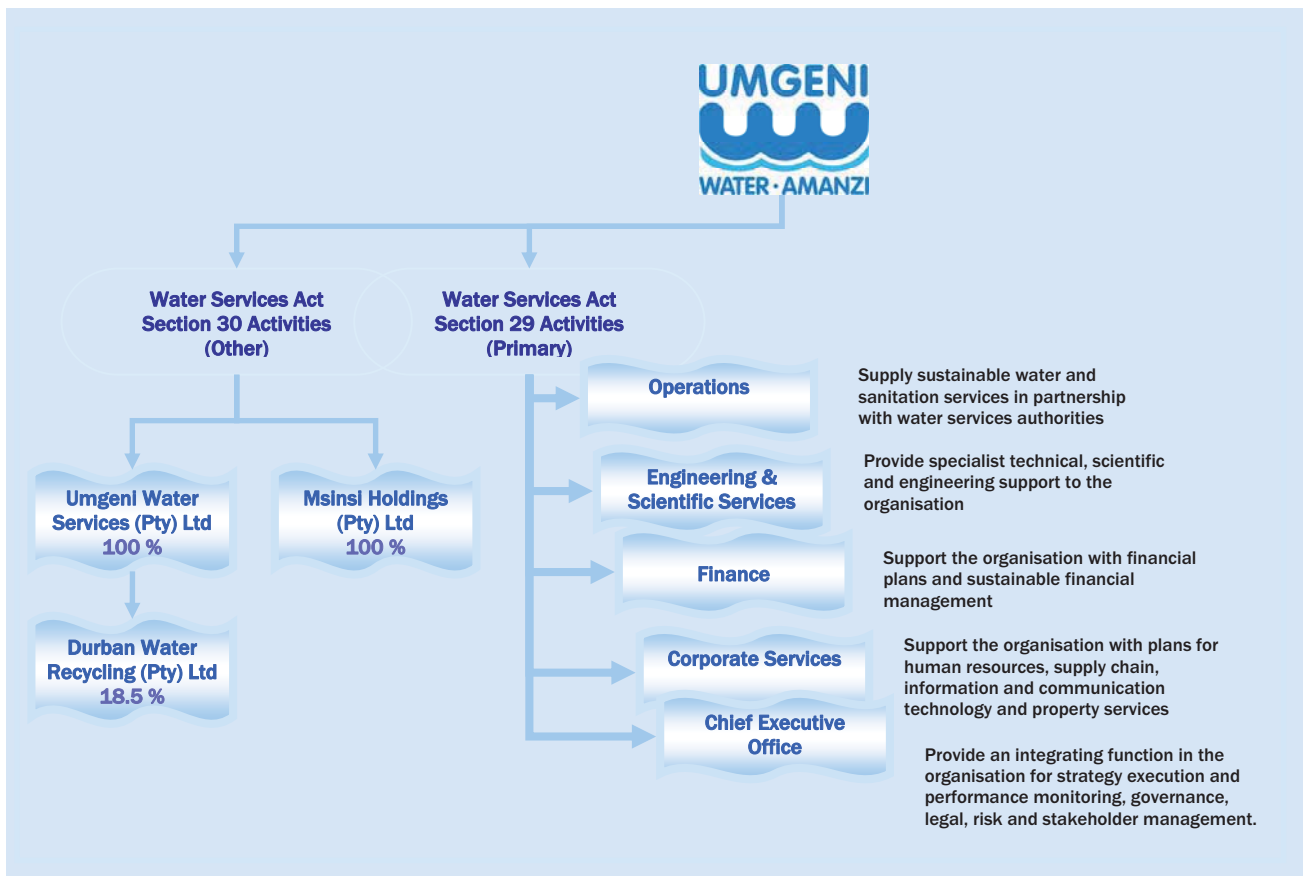 UMGENI
WATER · AMANZI
Water Services Act
Section 30 Activities
(Other)
Water Services Act
Section 29 Activities
(Primary)
Umgeni Water
Services (Pty) Ltd
100 %
Msinsi Holdings
(Pty) Ltd
100 %
Durban Water
Recycling (Pty) Ltd
18.5 %
Operations
Supply sustainable water and
sanitation services in partnership
with water services authorities
Engineering &
Scientific Services
Provide specialist technical, scientific
and engineering support to the
organisation
Finance
Support the organisation with financial
plans and sustainable financial
management
Corporate Services
Support the organisation with plans for
human resources, supply chain,
information and communication
technology and property services
Chief Executive
Office
Provide an integrating function in the
organisation for strategy execution and
performance monitoring, governance,
legal, risk and stakeholder management.